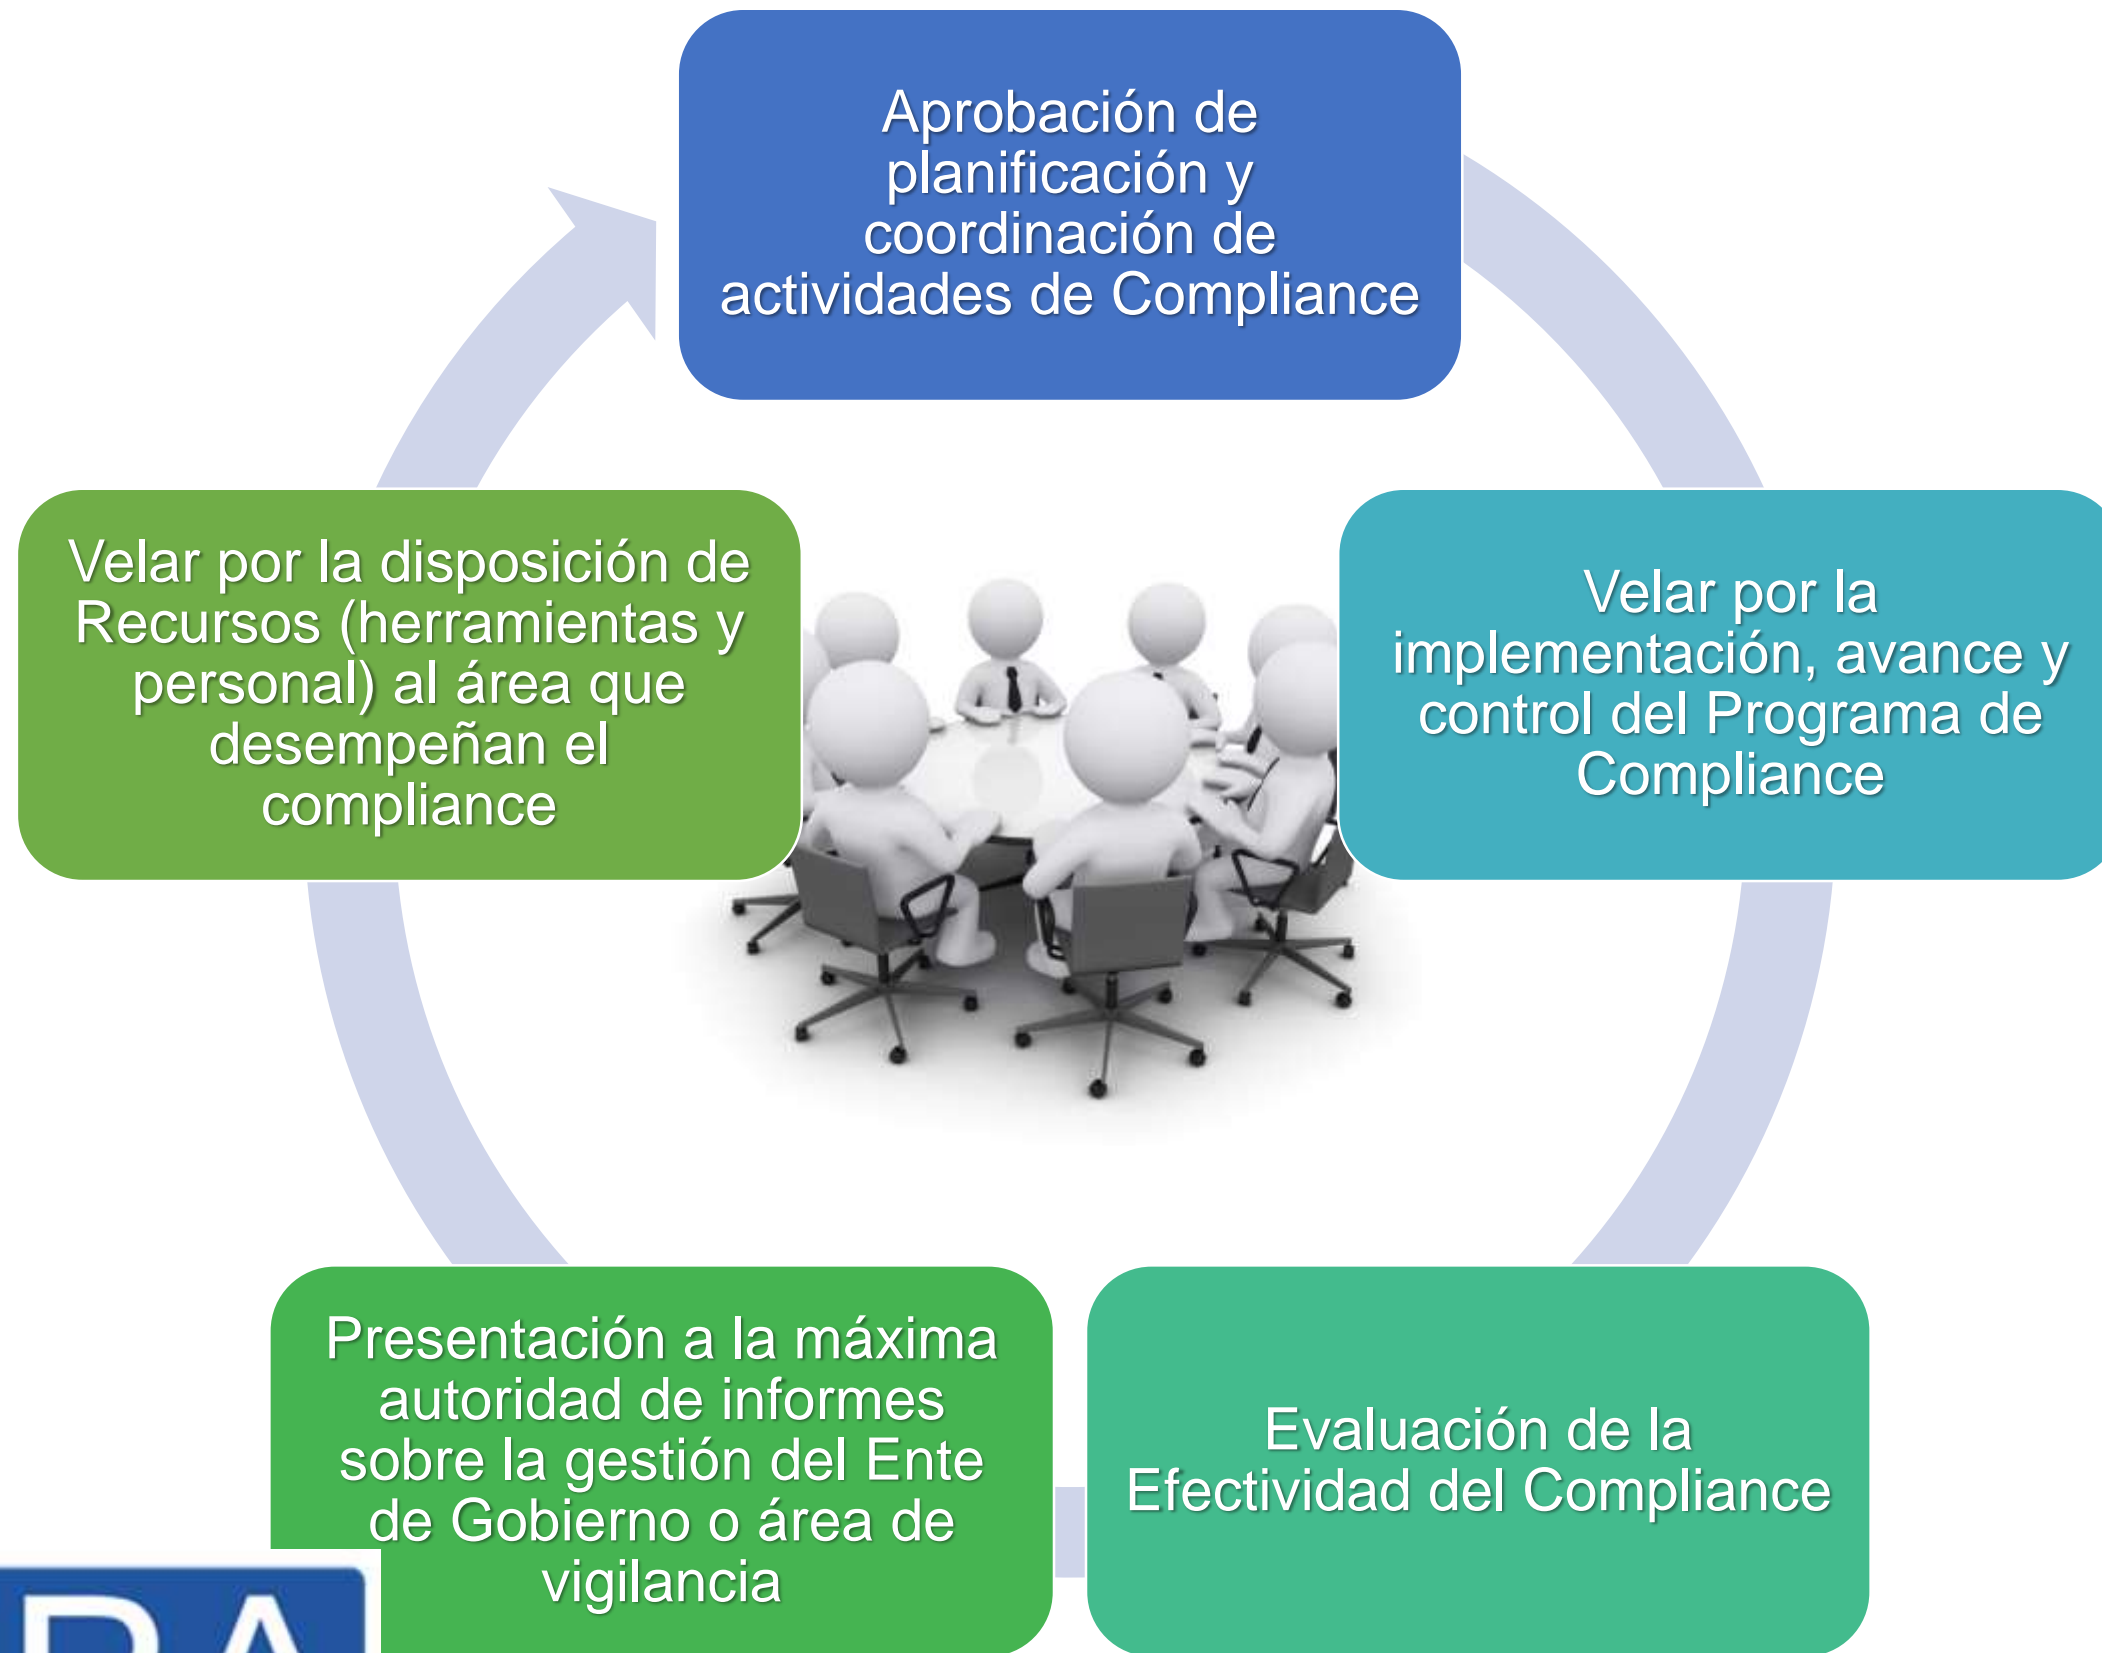 Aprobación de
planificación y
coordinación de
actividades de Compliance
Velar por la
implementación, avance y
control del Programa de
Compliance
Evaluación de la
Efectividad del Compliance
Presentación a la máxima
autoridad de informes
sobre la gestión del Ente
de Gobierno o área de
vigilancia
Velar por la disposición de
Recursos (herramientas y
personal) al área que
desempeñan el
compliance